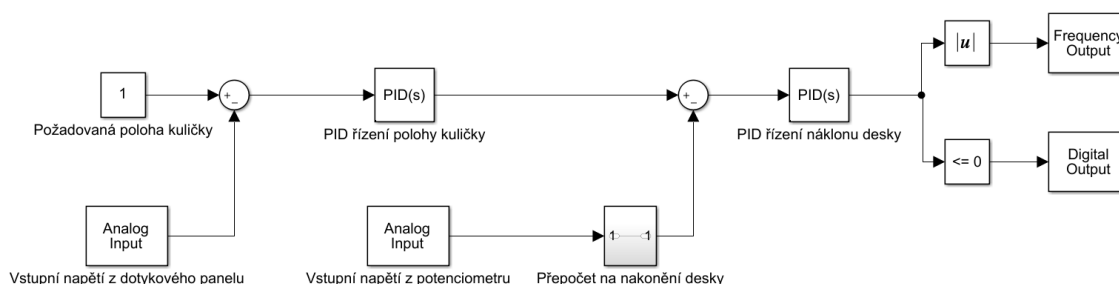 1
Požadovaná poloha kuličky
+
−
PID(s)
PID řízení polohy kuličky
+
−
PID(s)
PID řízení náklonu desky
|u|
Frequency
Output
<= 0
Digital
Output
Analog
Input
Vstupní napětí z dotykového panelu
Analog
Input
Vstupní napětí z potenciometru
1 1
Přepočet na nakonění desky